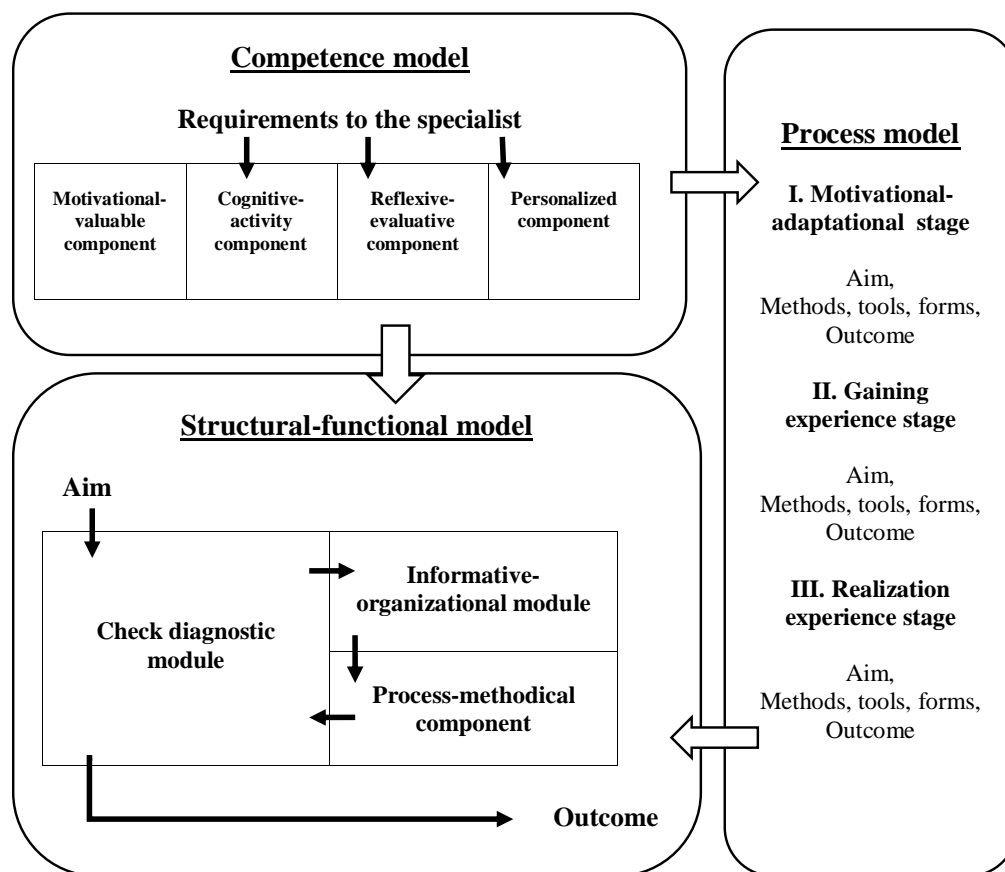 Competence model
Requirements to the specialist
Motivational-
valuable
component
Cognitive-
activity
component
Reflexive-
evaluative
component
Personalized
component
Structural-functional model
Aim
Check diagnostic
module
Informative-
organizational module
Process-methodical
component
Outcome
Process model
I. Motivational-
adaptational stage
Aim,
Methods, tools, forms,
Outcome
II. Gaining
experience stage
Aim,
Methods, tools, forms,
Outcome
III. Realization
experience stage
Aim,
Methods, tools, forms,
Outcome